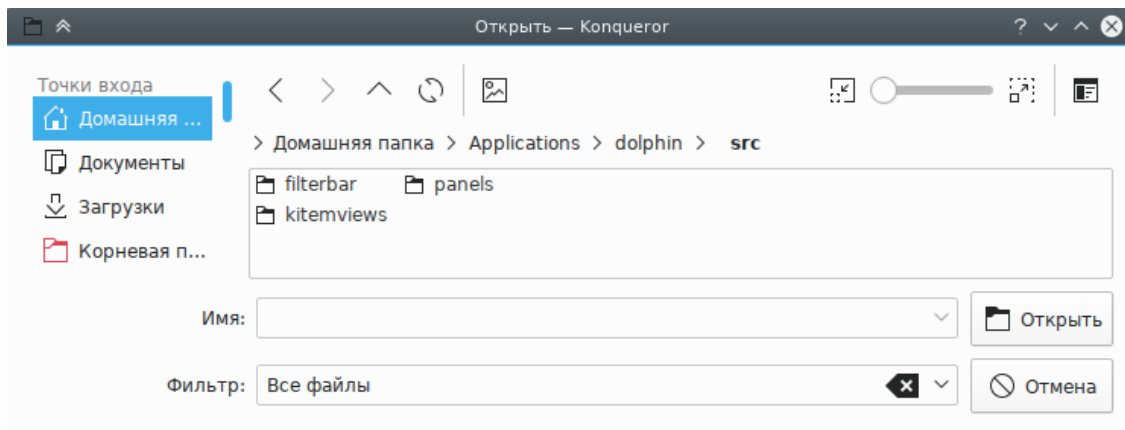 Открыть — Konqueror
Точки входа
Домашняя ...
Документы
Загрузки
Корневая п...
> Домашняя папка > Applications > dolphin > src
filterbar panels
kitemviews
Имя:
Открыть
Фильтр: Все файлы
Отмена